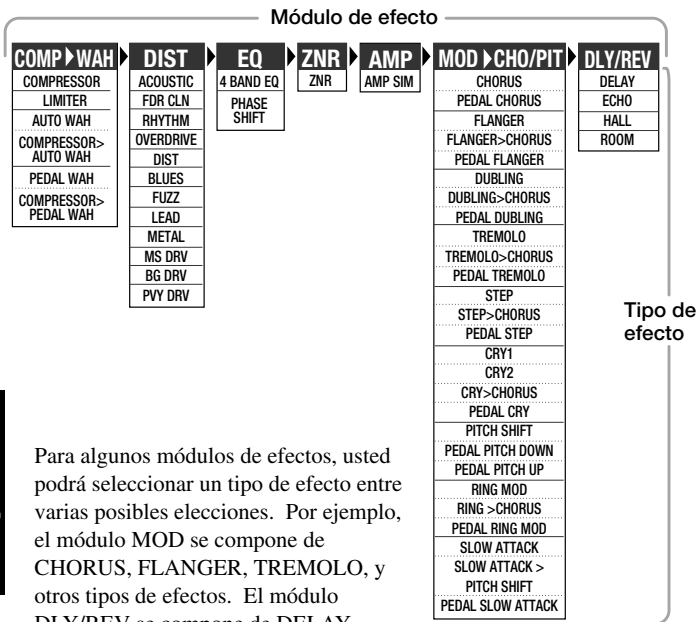 Módulo de efecto
COMP▶WAH
COMPRESSOR
LIMITER
AUTO WAH
COMPRESSOR>
AUTO WAH
PEDAL WAH
COMPRESSOR>
PEDAL WAH
DIST
ACOUSTIC
FDR CLN
RHYTHM
OVERDRIVE
DIST
BLUES
FUZZ
LEAD
METAL
MS DRV
BG DRV
PVY DRV
EQ
4 BAND EQ
PHASE
SHIFT
ZNR
ZNR
AMP
AMP SIM
MOD ▶CHO/PIT
CHORUS
PEDAL CHORUS
FLANGER
FLANGER>CHORUS
PEDAL FLANGER
DUBLING
DUBLING>CHORUS
PEDAL DUBLING
TREMOLO
TREMOLO>CHORUS
PEDAL TREMOLO
STEP
STEP>CHORUS
PEDAL STEP
CRY1
CRY2
CRY>CHORUS
PEDAL CRY
PITCH SHIFT
PEDAL PITCH DOWN
PEDAL PITCH UP
RING MOD
RING >CHORUS
PEDAL RING MOD
SLOW ATTACK
SLOW ATTACK >
PITCH SHIFT
PEDAL SLOW ATTACK
DLY/REV
DELAY
ECHO
HALL
ROOM
Tipo de
efecto
Para algunos módulos de efectos, usted
podrá seleccionar un tipo de efecto entre
varias posibles elecciones. Por ejemplo,
el módulo MOD se compone de
CHORUS, FLANGER, TREMOLO, y
otros tipos de efectos. El módulo
DLY/REV se compone de DELAY,